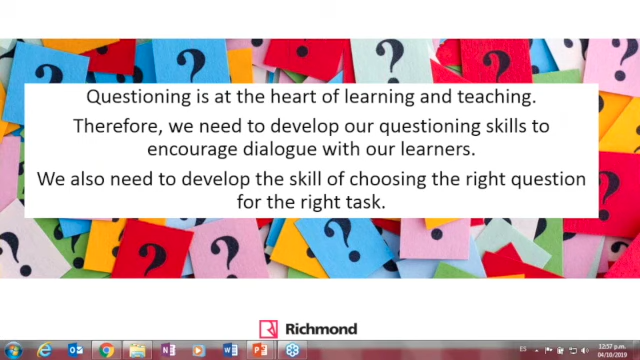 Questioning is at the heart of learning and teaching.
Therefore, we need to develop our questioning skills to
encourage dialogue with our learners.
We also need to develop the skill of choosing the right question
for the right task.
Richmond
ES
12:57 p.m.
04/10/2019